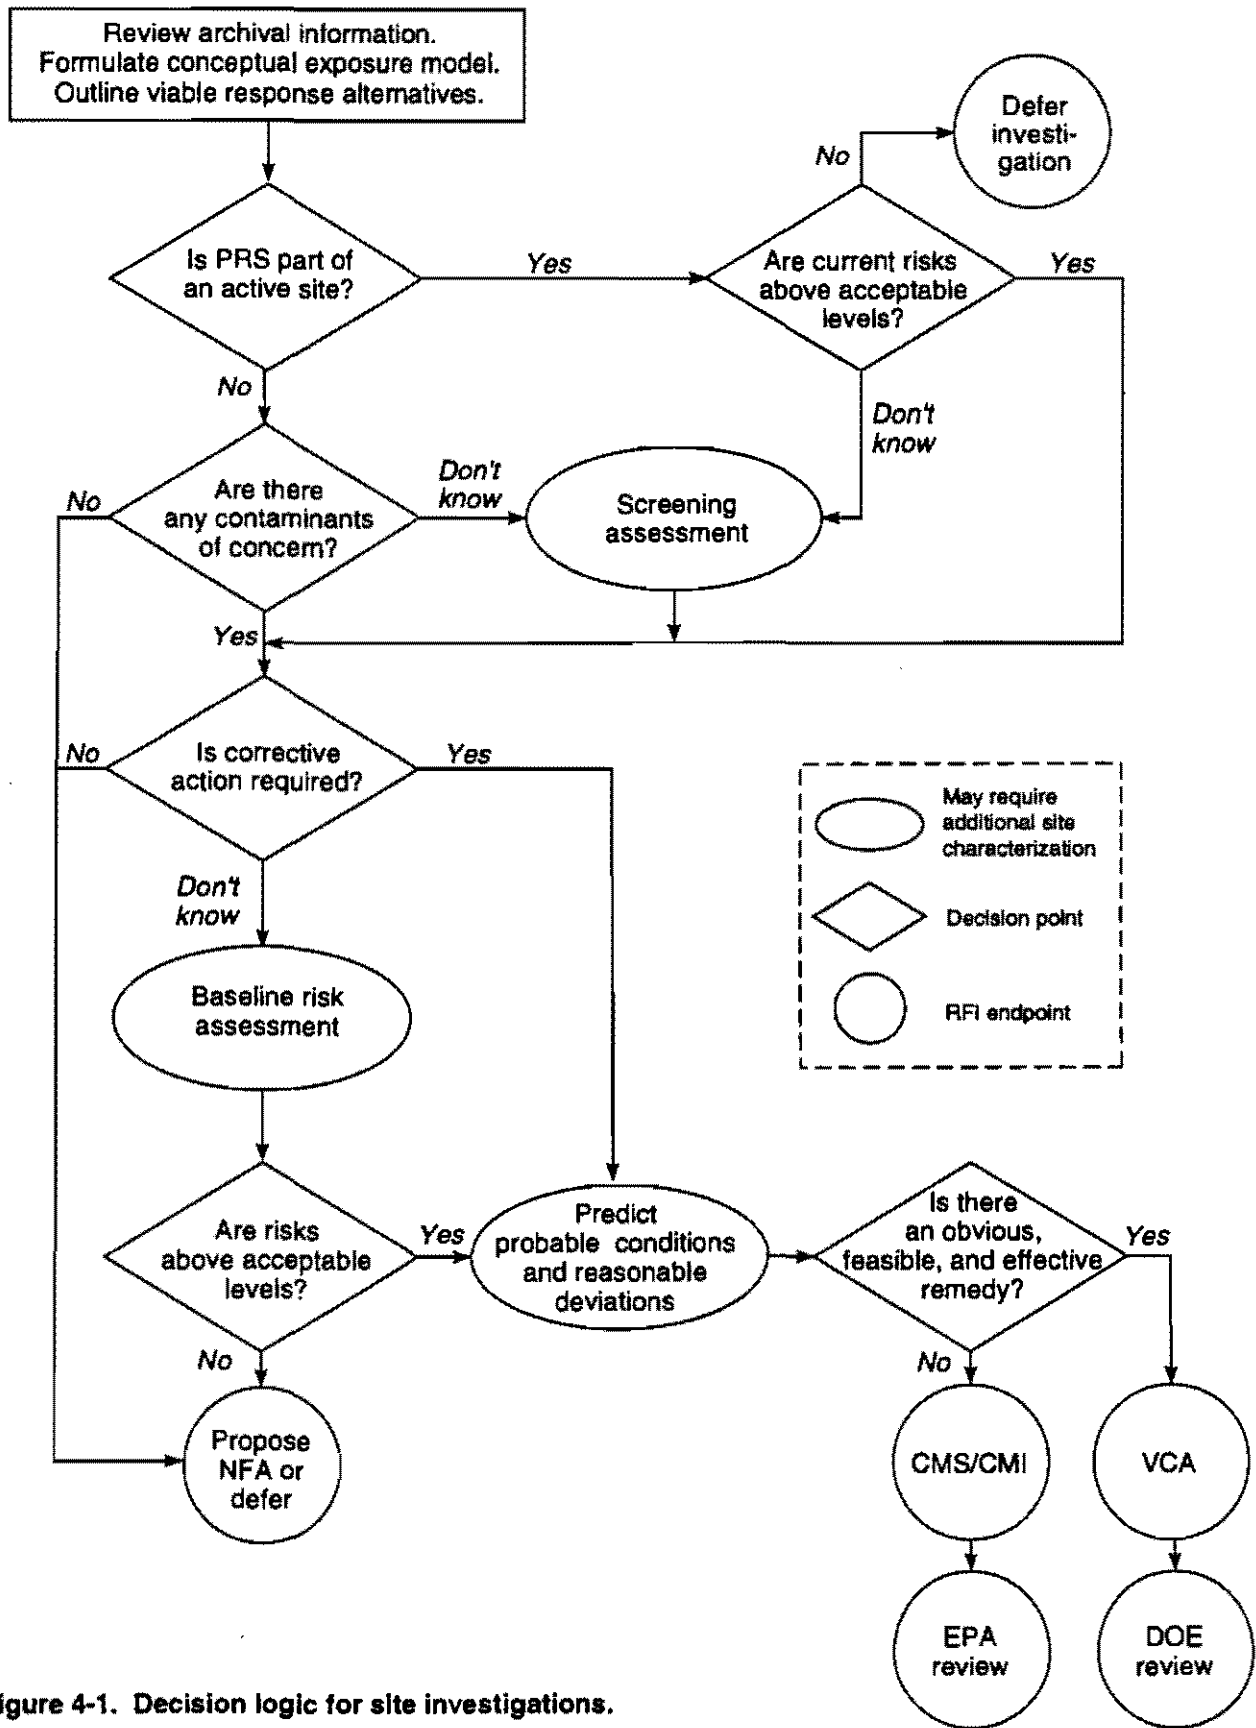 Review archival information.
Formulate conceptual exposure model.
Outline viable response alternatives.
Defer
investi-
gation
No
Is PRS part of
an active site?
Yes
Are current risks
above acceptable
levels?
Yes
No
Don't
know
Are there
any contaminants
of concern?
No
Don't
know
Screening
assessment
Yes
Is corrective
action required?
No
Yes
May require
additional site
characterization
Decision point
RFI endpoint
Don't
know
Baseline risk
assessment
Are risks
above acceptable
levels?
Yes
Predict
probable conditions
and reasonable
deviations
Is there
an obvious,
feasible, and effective
remedy?
Yes
No
No
Propose
NFA or
defer
CMS/CMI
VCA
EPA
review
DOE
review
igure 4-1. Decision logic for site investigations.